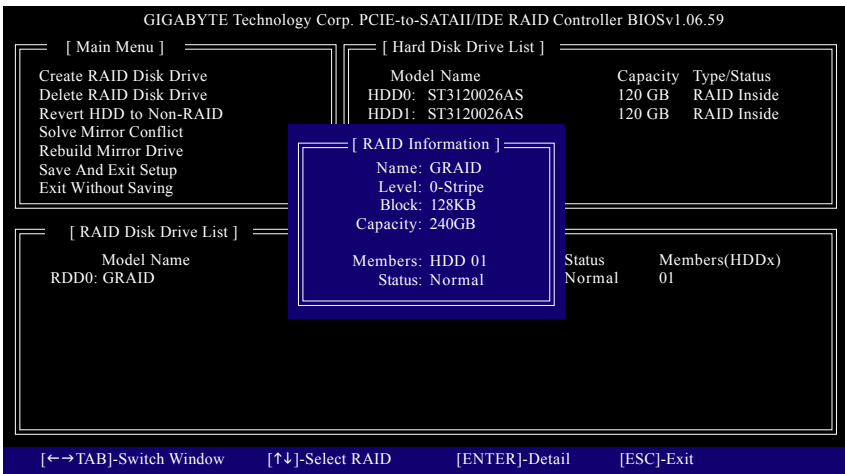 GIGABYTE Technology Corp. PCIE-to-SATAII/IDE RAID Controller BIOSv1.06.59
[ Main Menu ]
Create RAID Disk Drive
Delete RAID Disk Drive
Revert HDD to Non-RAID
Solve Mirror Conflict
Rebuild Mirror Drive
Save And Exit Setup
Exit Without Saving
[ Hard Disk Drive List ]
Model Name Capacity Type/Status
HDD0: ST3120026AS 120 GB RAID Inside
HDD1: ST3120026AS 120 GB RAID Inside
[ RAID Information ]
Name: GRAID
Level: 0-Stripe
Block: 128KB
Capacity: 240GB
Members: HDD 01
Status: Normal
[ RAID Disk Drive List ]
Model Name Status Members(HDDx)
RDD0: GRAID Normal 01
[←→TAB]-Switch Window [↑↓]-Select RAID [ENTER]-Detail [ESC]-Exit